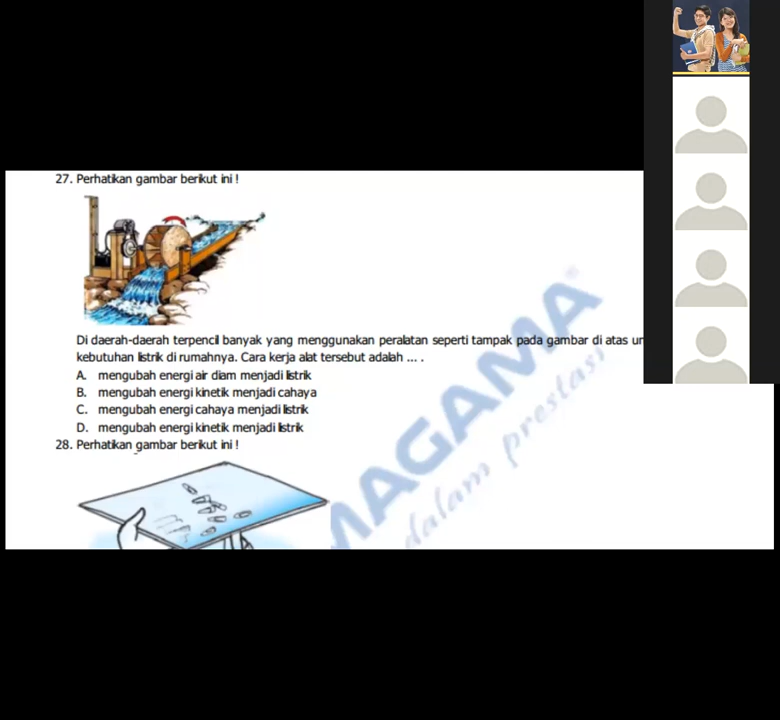 27. Perhatikan gambar berikut ini !
Di daerah-daerah terpencil banyak yang menggunakan peralatan seperti tampak pada gambar di atas
kebutuhan listrik di rumahnya. Cara kerja alat tersebut adalah ... .
A. mengubah energi air diam menjadi listrik
B. mengubah energi kinetik menjadi cahaya
C. mengubah energi cahaya menjadi listrik
D. mengubah energi kinetik menjadi listrik
28. Perhatikan gambar berikut ini !
MAGAMA®
dalam prestasi